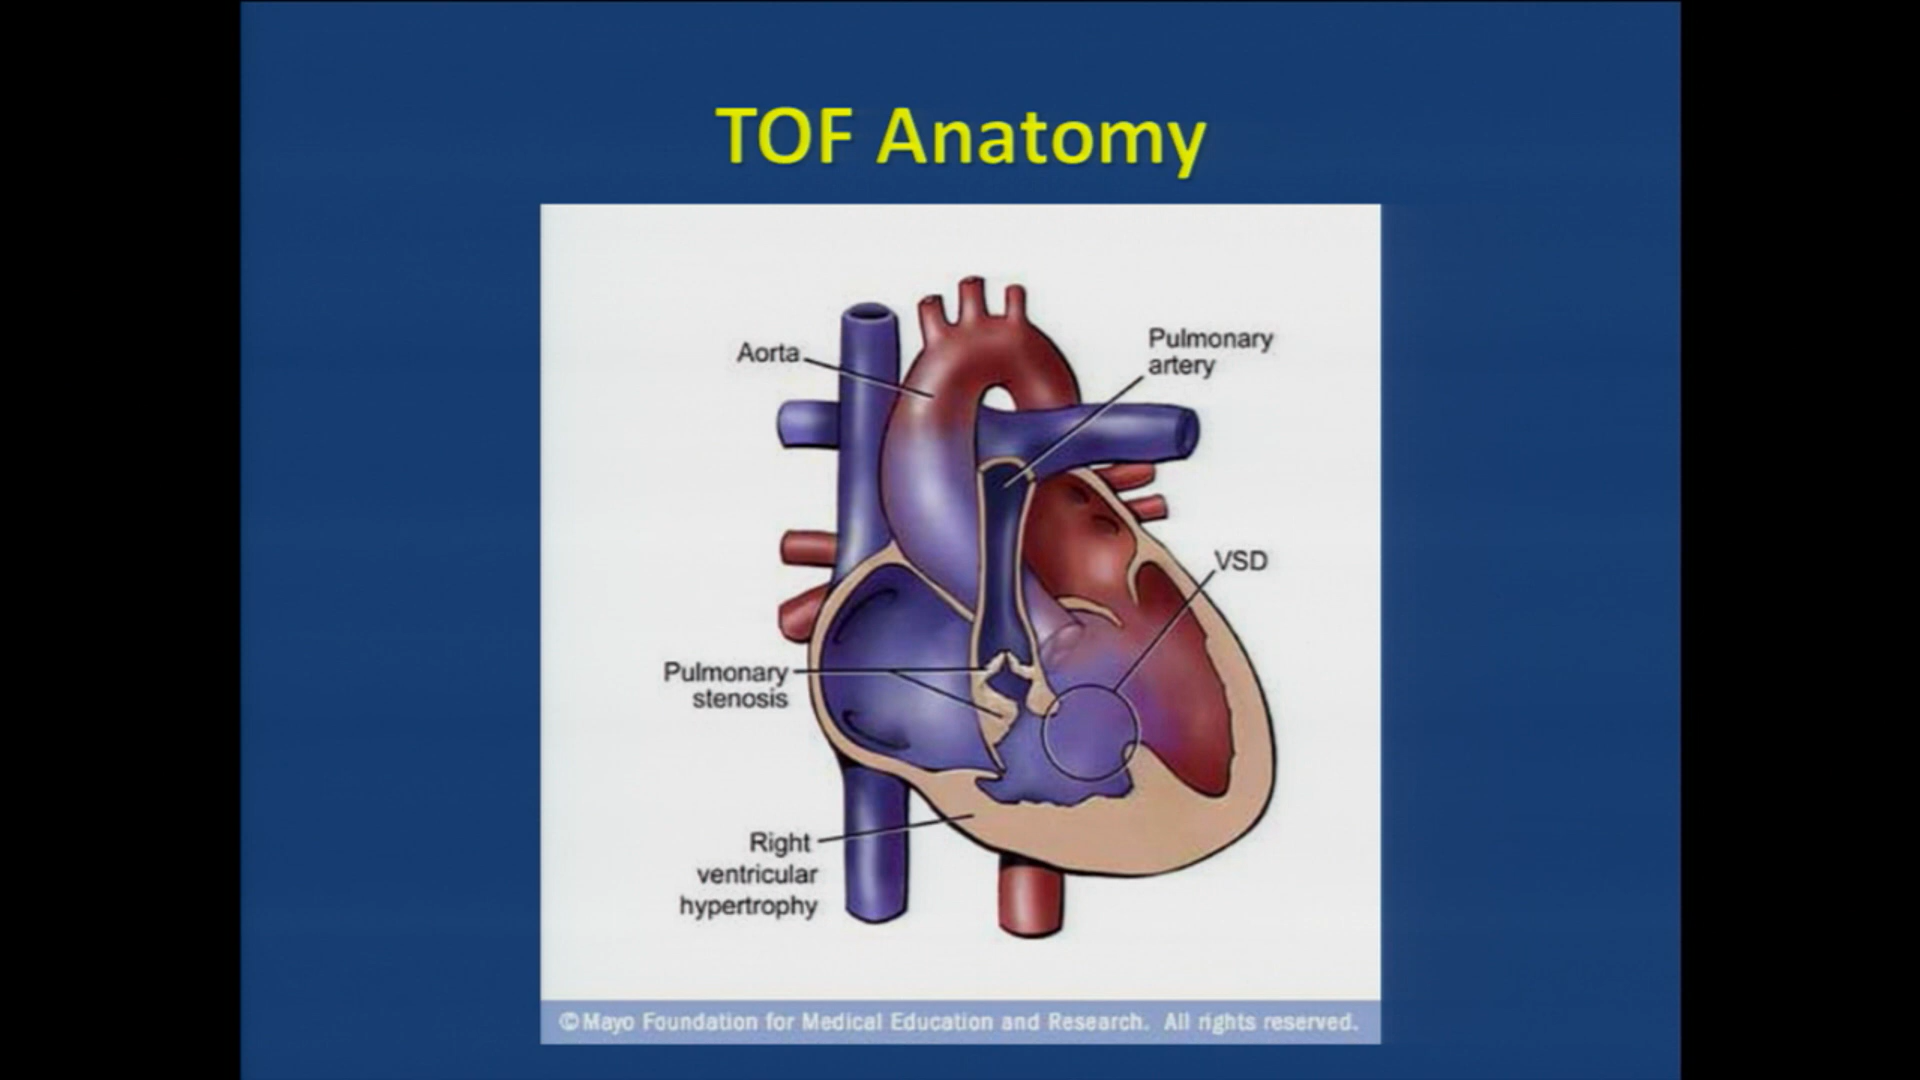 TOF Anatomy
Aorta
Pulmonary
artery
VSD
Pulmonary
stenosis
Right
ventricular
hypertrophy
©Mayo Foundation for Medical Education and Research. All rights reserved.